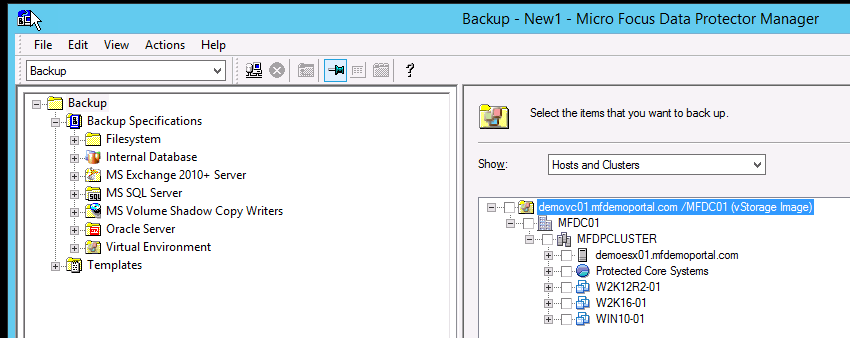 Backup - New1 - Micro Focus Data Protector Manager
File Edit View Actions Help
Backup
?
Backup
Backup Specifications
Filesystem
Internal Database
MS Exchange 2010+ Server
MS SQL Server
MS Volume Shadow Copy Writers
Oracle Server
Virtual Environment
Templates
Select the items that you want to back up.
Show: Hosts and Clusters
demovc01.mfdemoportal.com /MFDC01 (vStorage Image)
MFDC01
MFDPCLUSTER
demoesx01.mfdemoportal.com
Protected Core Systems
W2K12R2-01
W2K16-01
WIN10-01